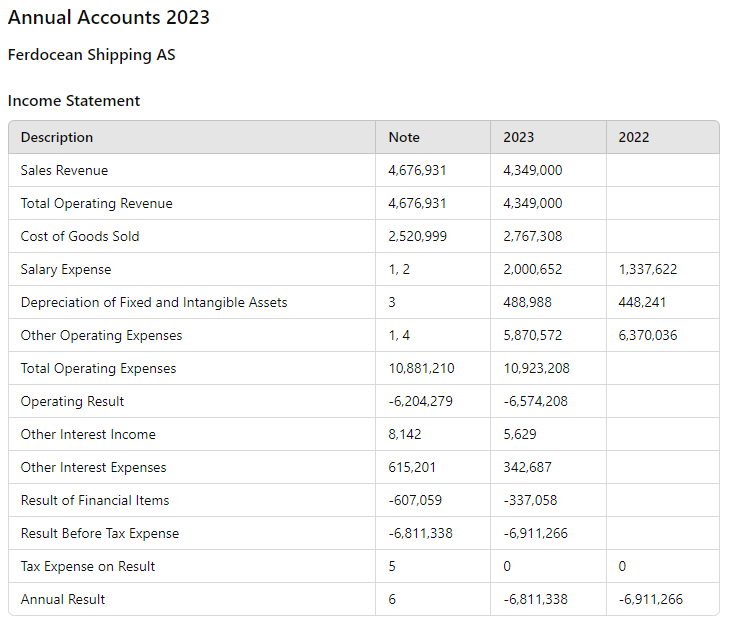 Annual Accounts 2023
Ferdocean Shipping AS
Income Statement
Description Note 2023 2022
Sales Revenue 4,676,931 4,349,000
Total Operating Revenue 4,676,931 4,349,000
Cost of Goods Sold 2,520,999 2,767,308
Salary Expense 1, 2 2,000,652 1,337,622
Depreciation of Fixed and Intangible Assets 3 488,988 448,241
Other Operating Expenses 1, 4 5,870,572 6,370,036
Total Operating Expenses 10,881,210 10,923,208
Operating Result -6,204,279 -6,574,208
Other Interest Income 8,142 5,629
Other Interest Expenses 615,201 342,687
Result of Financial Items -607,059 -337,058
Result Before Tax Expense -6,811,338 -6,911,266
Tax Expense on Result 5 0 0
Annual Result 6 -6,811,338 -6,911,266